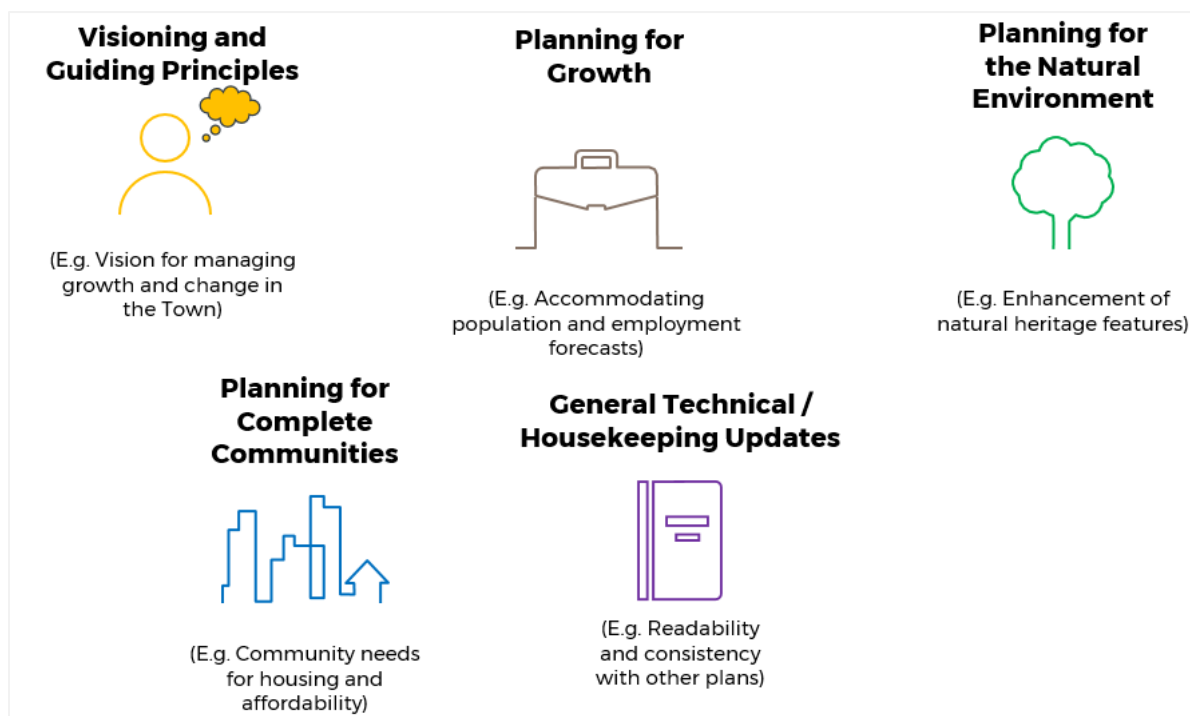 Visioning and
Guiding Principles
(E.g. Vision for managing
growth and change in
the Town)
Planning for
Growth
(E.g. Accommodating
population and employment
forecasts)
Planning for
the Natural
Environment
(E.g. Enhancement of
natural heritage features)
Planning for
Complete
Communities
(E.g. Community needs
for housing and
affordability)
General Technical /
Housekeeping Updates
(E.g. Readability
and consistency
with other plans)